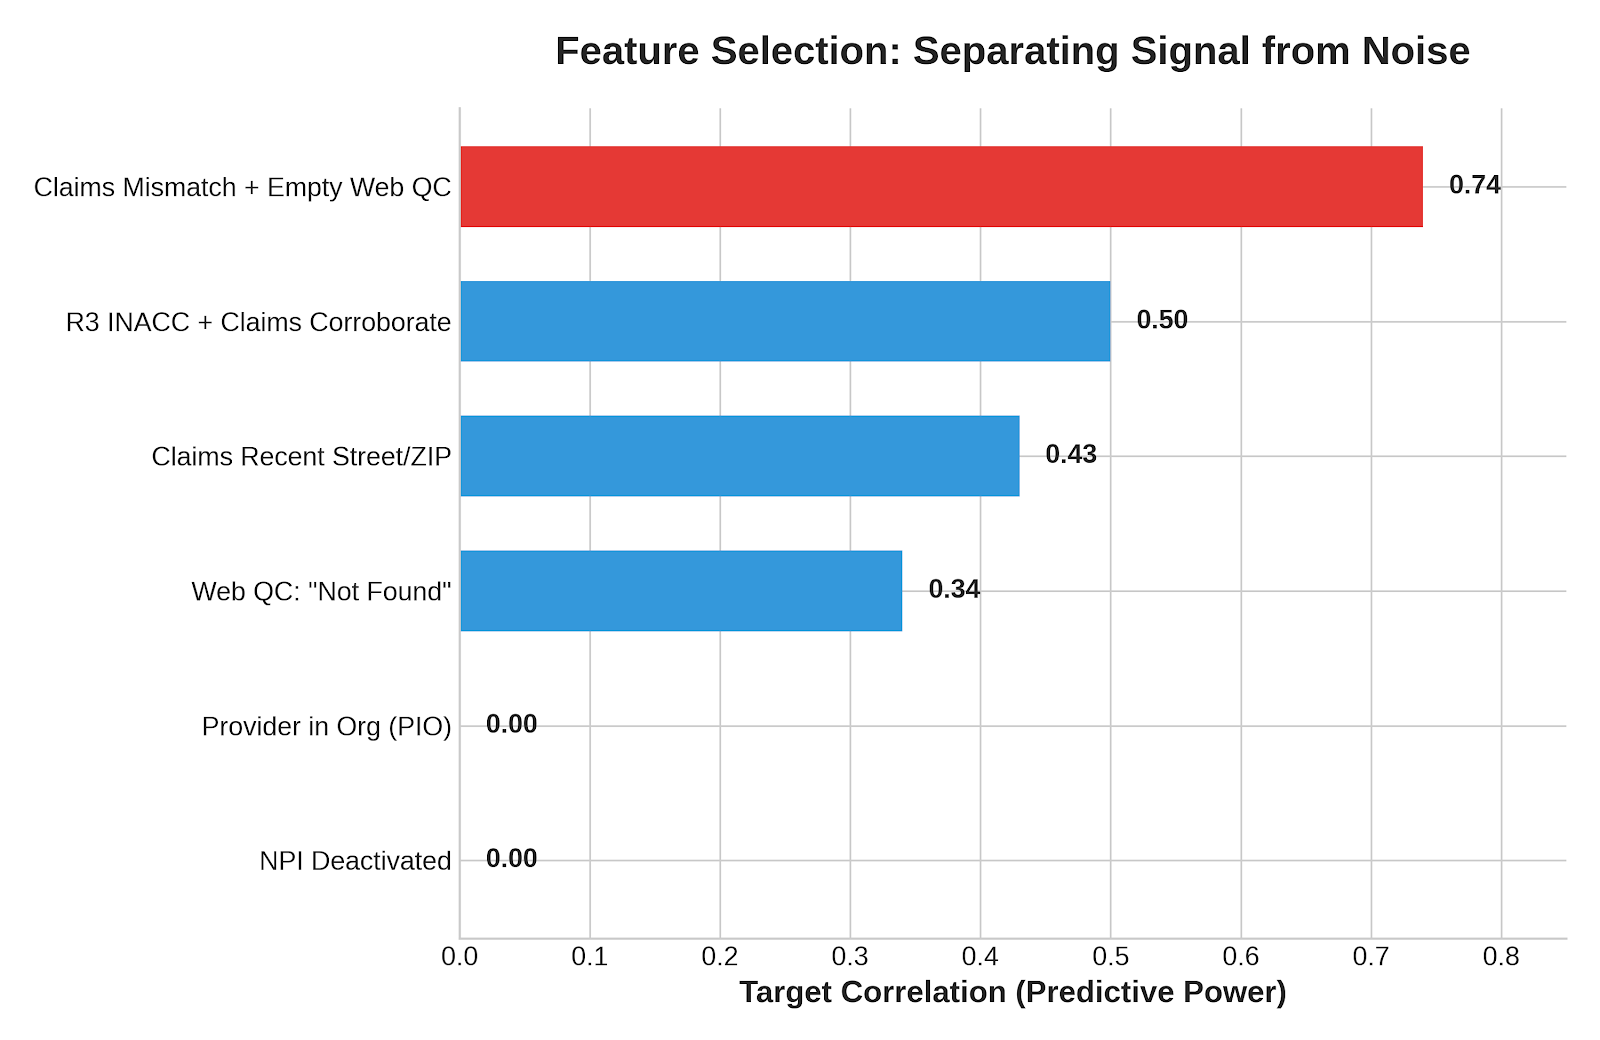 Feature Selection: Separating Signal from Noise
Claims Mismatch + Empty Web QC
0.74
R3 INACC + Claims Corroborate
0.50
Claims Recent Street/ZIP
0.43
Web QC: "Not Found"
0.34
Provider in Org (PIO)
0.00
NPI Deactivated
0.00
0.0 0.1 0.2 0.3 0.4 0.5 0.6 0.7 0.8
Target Correlation (Predictive Power)